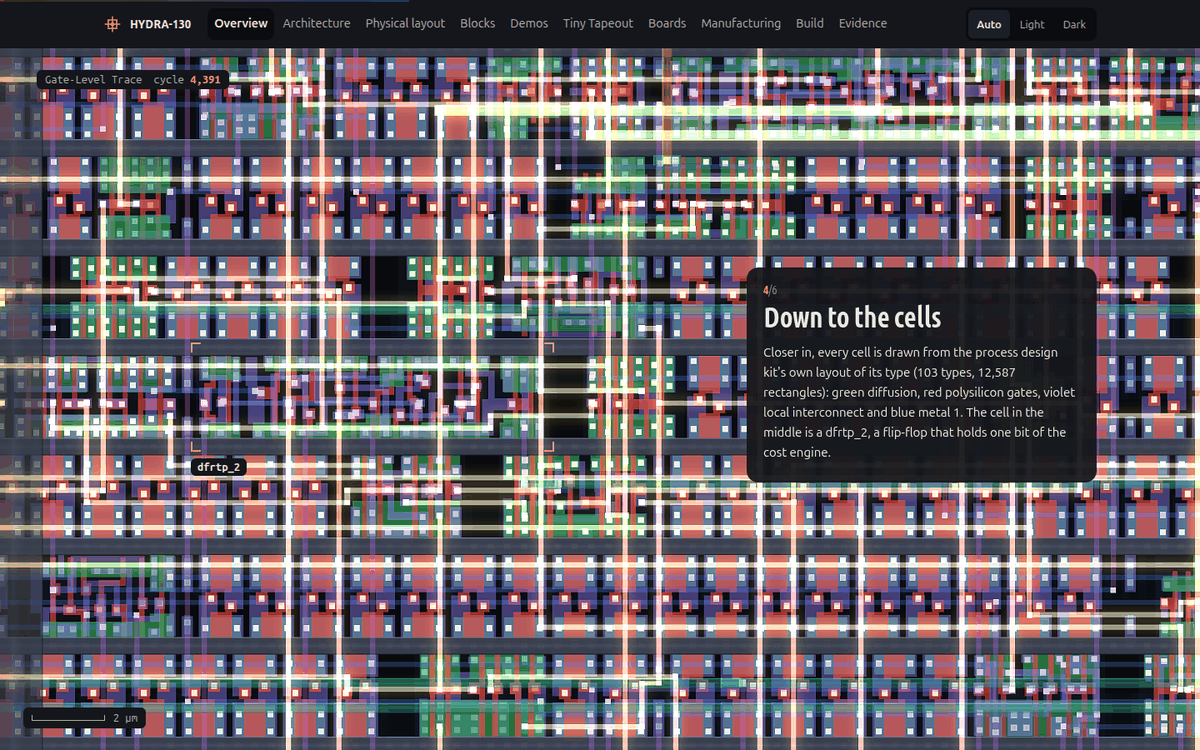 HYDRA-130 Overview Architecture Physical layout Blocks Demos Tiny Tapeout Boards Manufacturing Build Evidence Auto Light Dark
Gate-Level Trace cycle 4,391
4/6
Down to the cells
Closer in, every cell is drawn from the process design
kit's own layout of its type (103 types, 12,587
rectangles): green diffusion, red polysilicon gates, violet
local interconnect and blue metal 1. The cell in the
middle is a dfrtp_2, a flip-flop that holds one bit of the
cost engine.
dfrtp_2
2 µm